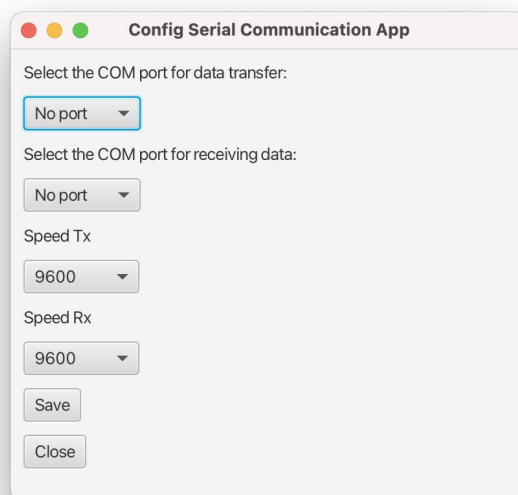 Config Serial Communication App
Select the COM port for data transfer:
No port
Select the COM port for receiving data:
No port
Speed Tx
9600
Speed Rx
9600
Save
Close